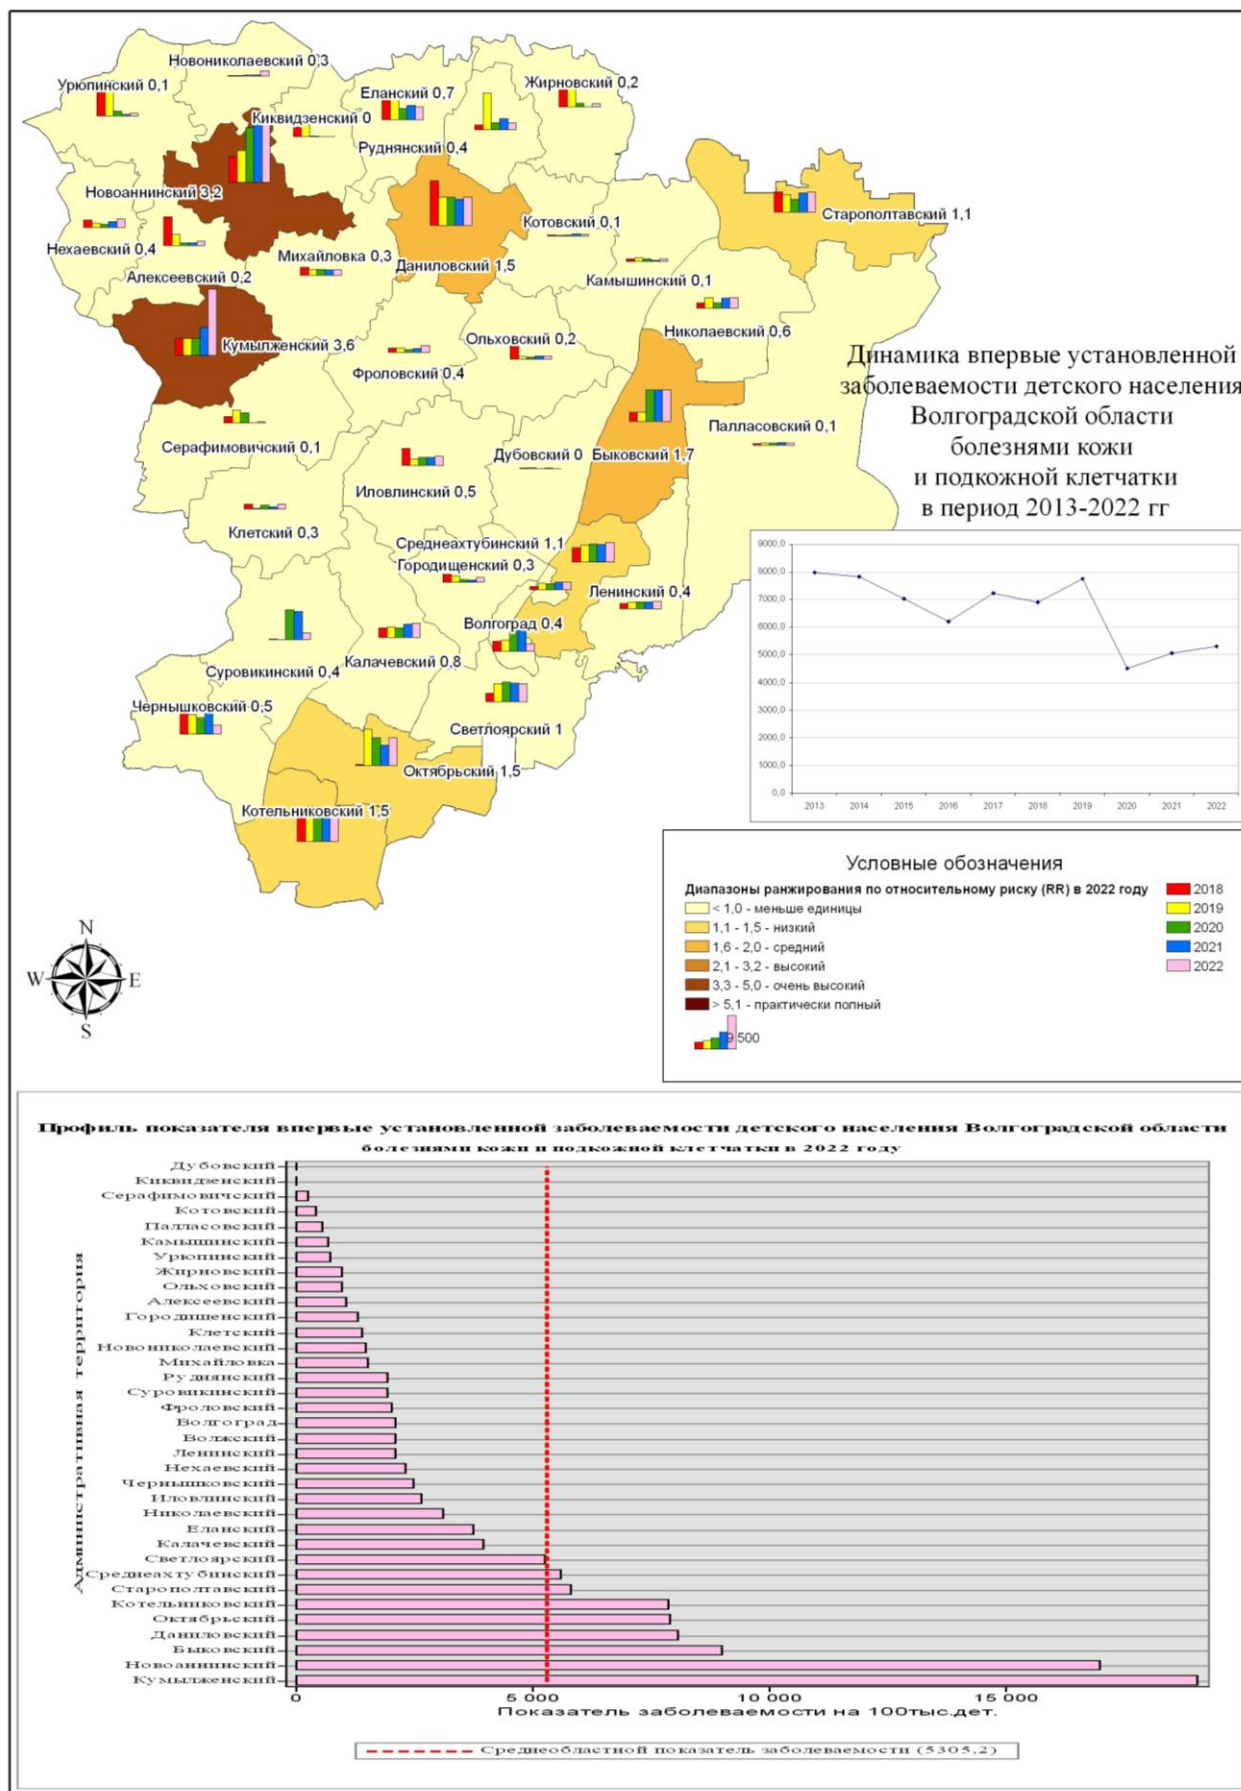 Новониколаевский 0,3
Урюпинский 0,1
Жирновский 0,2
Еланский 0,7
Киквидзенский 0
Руднянский 0,4
Новоаннинский 3,2
Старополтавский 1,1
Котовский 0,1
Нехаевский 0,4
Михайловка 0,3
Даниловский 1,5
Алексеевский 0,2
Камышинский 0,1
Николаевский 0,6
Кумылженский 3,6
Ольховский 0,2
Фроловский 0,4
Динамика впервые установленной
заболеваемости детского населения
Волгоградской области
болезнями кожи
и подкожной клетчатки
в период 2013-2022 гг
Палласовский 0,1
Серафимовичский 0,1
Дубовский 0
Быковский 1,7
Иловлинский 0,5
Клетский 0,3
Среднеахтубинский 1,1
Городищенский 0,3
Ленинский 0,4
Волгоград 0,4
Калачевский 0,8
Суровикинский 0,4
Чернышковский 0,5
Светлоярский 1
Октябрьский 1,5
Котельниковский 1,5
9000,0
8000,0
7000,0
6000,0
5000,0
4000,0
3000,0
2000,0
1000,0
0,0
2013 2014 2015 2016 2017 2018 2019 2020 2021 2022
N
W E
S
Условные обозначения
Диапазоны ранжирования по относительному риску (RR) в 2022 году
< 1,0 - меньше единицы
1,1 - 1,5 - низкий
1,6 - 2,0 - средний
2,1 - 3,2 - высокий
3,3 - 5,0 - очень высокий
> 5,1 - практически полный
9 500
2018
2019
2020
2021
2022
Профиль показателя впервые установленной заболеваемости детского населения Волгоградской области
болезнями кожи и подкожной клетчатки в 2022 году
Административная территория
Дубовский
Киквидзенский
Серафимовичский
Котовский
Палласовский
Камышинский
Урюпинский
Жирновский
Ольховский
Алексеевский
Городищенский
Клетский
Новониколаевский
Михайловка
Руднянский
Суровикинский
Фроловский
Волгоград
Волжский
Ленинский
Нехаевский
Чернышковский
Иловлинский
Николаевский
Еланский
Калачевский
Светлоярский
Среднеахтубинский
Старополтавский
Котельниковский
Октябрьский
Даниловский
Быковский
Новоаннинский
Кумылженский
0 5 000 10 000 15 000
Показатель заболеваемости на 100тыс.дет.
Среднеобластной показатель заболеваемости (5305,2)